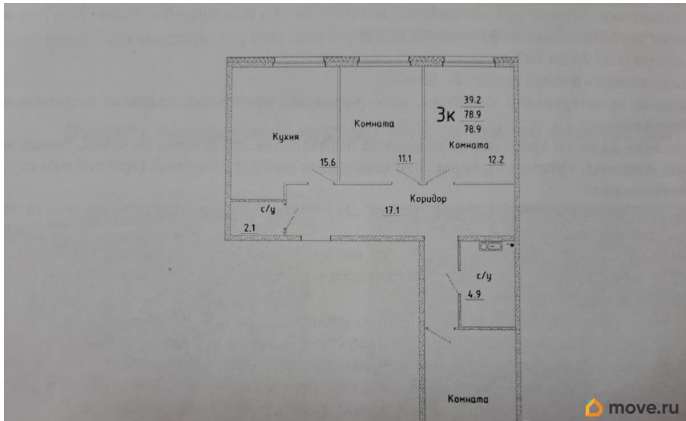 3к
39.2
78.9
78.9
Кухня
15.6
Комната
11.1
Комната
12.2
Коридор
17.1
с/у
2.1
с/у
4.9
Комната
move.ru